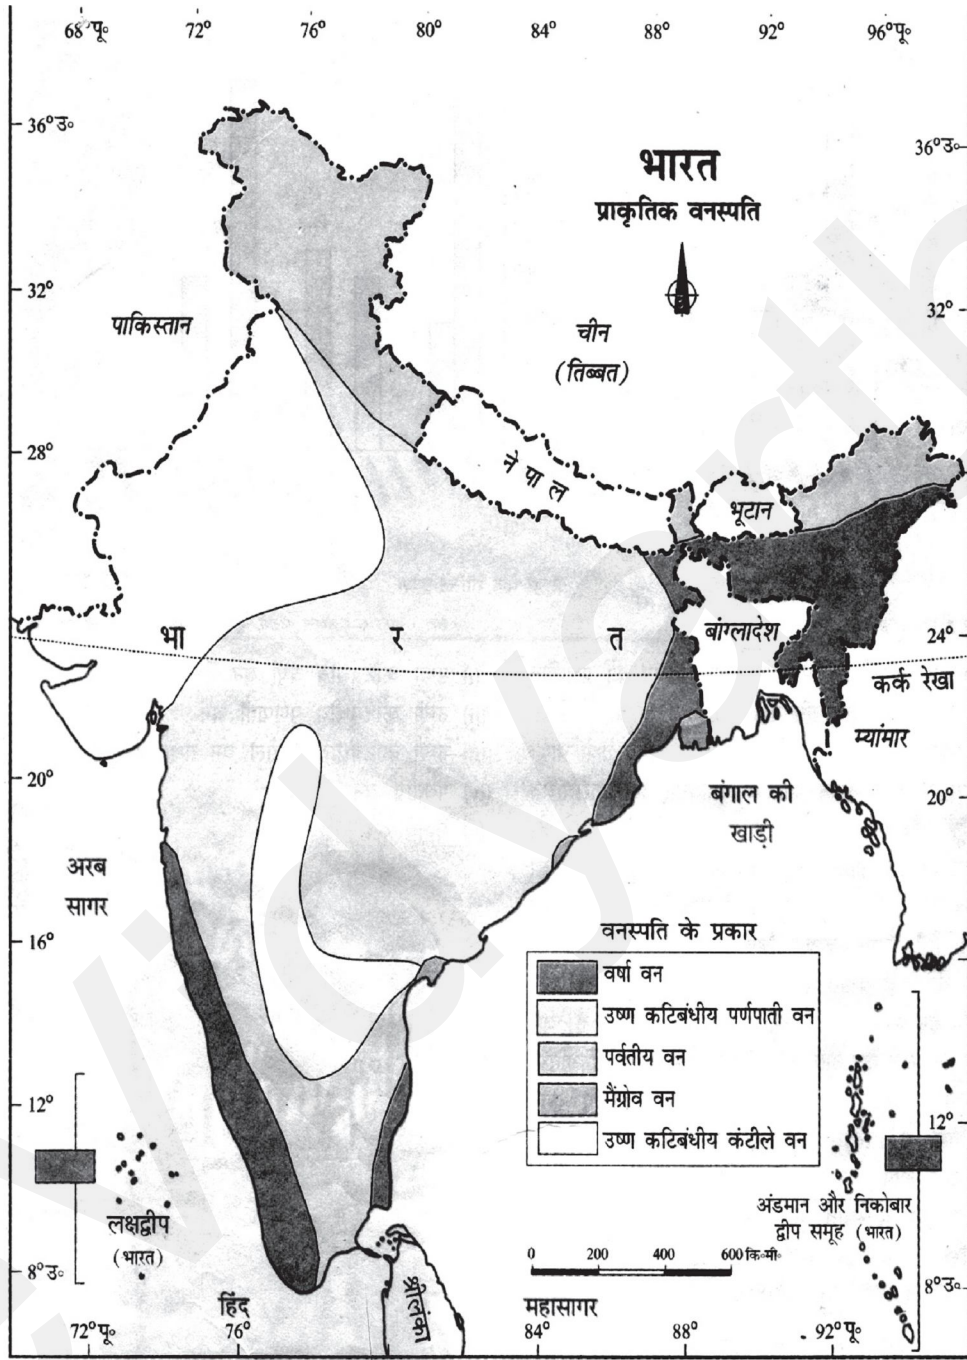 68°पू॰ 72° 76° 80° 84° 88° 92° 96°पू॰
36°उ॰
36°उ॰
भारत
प्राकृतिक वनस्पति
32°
32°
पाकिस्तान
चीन
(तिब्बत)
28°
28°
नेपाल
भूटान
भा र त
बांग्लादेश
24°
कर्क रेखा
म्यांमार
20°
20°
बंगाल की
खाड़ी
अरब
सागर
16°
16°
वनस्पति के प्रकार
वर्षा वन
उष्ण कटिबंधीय पर्णपाती वन
पर्वतीय वन
मैंग्रोव वन
उष्ण कटिबंधीय कंटीले वन
12°
12°
लक्षद्वीप
(भारत)
अंडमान और निकोबार
द्वीप समूह (भारत)
0 200 400 600 कि॰मी॰
8°उ॰
8°उ॰
हिंद
महासागर
श्रीलंका
72°पू॰ 76° 80° 84° 88° 92°पू॰